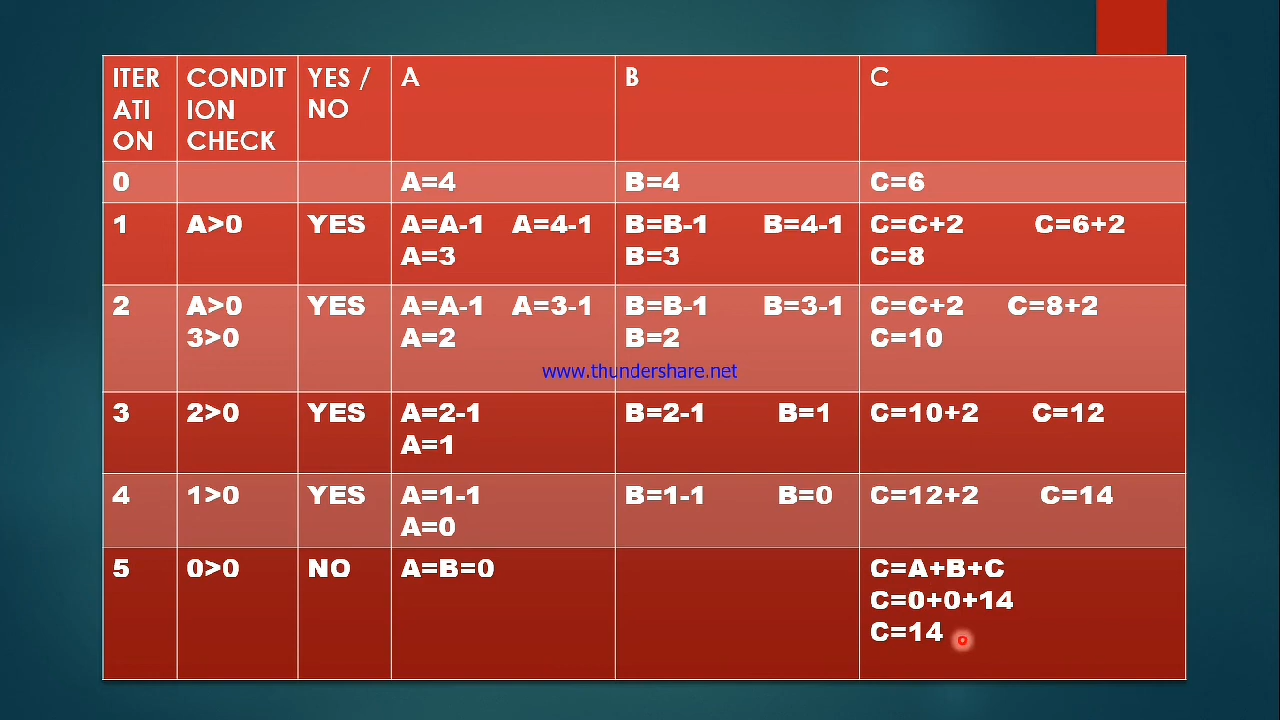 ITER
ATI
ON
CONDIT
ION
CHECK
YES /
NO
A
B
C
0
A=4
B=4
C=6
1
A>0
YES
A=A-1 A=4-1
A=3
B=B-1 B=4-1
B=3
C=C+2 C=6+2
C=8
2
A>0
3>0
YES
A=A-1 A=3-1
A=2
B=B-1 B=3-1
B=2
C=C+2 C=8+2
C=10
www.thundershare.net
3
2>0
YES
A=2-1
A=1
B=2-1 B=1
C=10+2 C=12
4
1>0
YES
A=1-1
A=0
B=1-1 B=0
C=12+2 C=14
5
0>0
NO
A=B=0
C=A+B+C
C=0+0+14
C=14